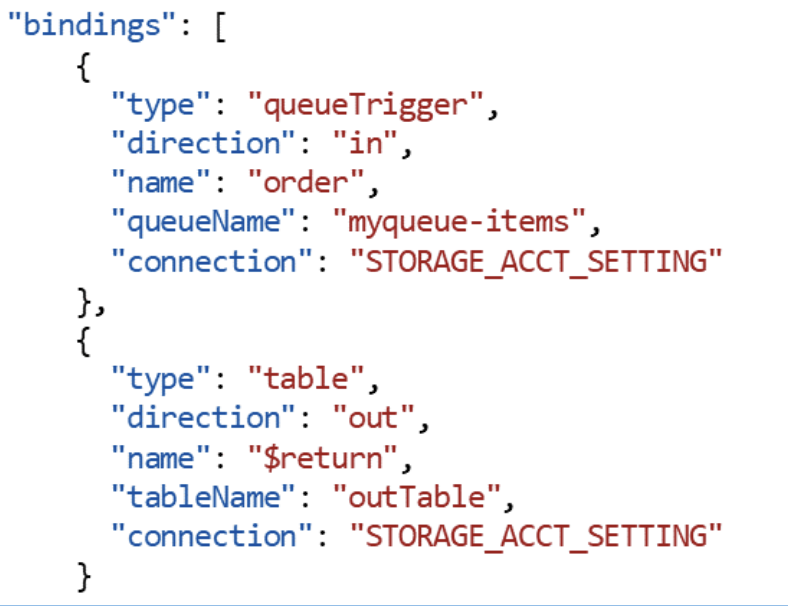 "bindings": [
{
"type": "queueTrigger",
"direction": "in",
"name": "order",
"queueName": "myqueue-items",
"connection": "STORAGE_ACCT_SETTING"
},
{
"type": "table",
"direction": "out",
"name": "$return",
"tableName": "outTable",
"connection": "STORAGE_ACCT_SETTING"
}